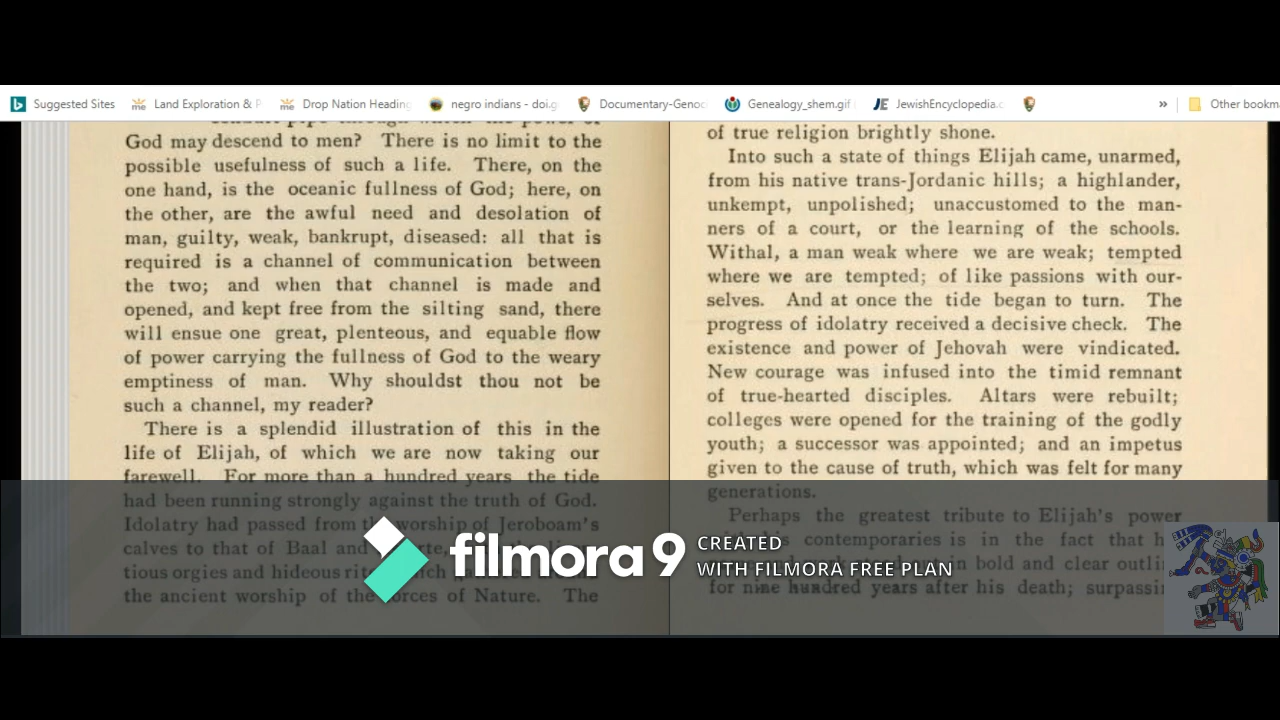 Suggested Sites
Land Exploration & P
Drop Nation Heading
negro indians - doi.g
Documentary-Genoc
Genealogy_shem.gif
JewishEncyclopedia.c
»
Other bookm
God may descend to men? There is no limit to the
possible usefulness of such a life. There, on the
one hand, is the oceanic fullness of God; here, on
the other, are the awful need and desolation of
man, guilty, weak, bankrupt, diseased: all that is
required is a channel of communication between
the two; and when that channel is made and
opened, and kept free from the silting sand, there
will ensue one great, plenteous, and equable flow
of power carrying the fullness of God to the weary
emptiness of man. Why shouldst thou not be
such a channel, my reader?
There is a splendid illustration of this in the
life of Elijah, of which we are now taking our
farewell. For more than a hundred years the tide
had been running strongly against the truth of God.
Idolatry had passed from the worship of Jeroboam's
calves to that of Baal and
tious orgies and hideous
the ancient worship of the forces of Nature. The
of true religion brightly shone.
Into such a state of things Elijah came, unarmed,
from his native trans-Jordanic hills; a highlander,
unkempt, unpolished; unaccustomed to the man-
ners of a court, or the learning of the schools.
Withal, a man weak where we are weak; tempted
where we are tempted; of like passions with our-
selves. And at once the tide began to turn. The
progress of idolatry received a decisive check. The
existence and power of Jehovah were vindicated.
New courage was infused into the timid remnant
of true-hearted disciples. Altars were rebuilt;
colleges were opened for the training of the godly
youth; a successor was appointed; and an impetus
given to the cause of truth, which was felt for many
generations.
Perhaps the greatest tribute to Elijah's power
contemporaries is in the fact that
in bold and clear
for nine hundred years after his death;
filmora 9
CREATED
WITH FILMORA FREE PLAN